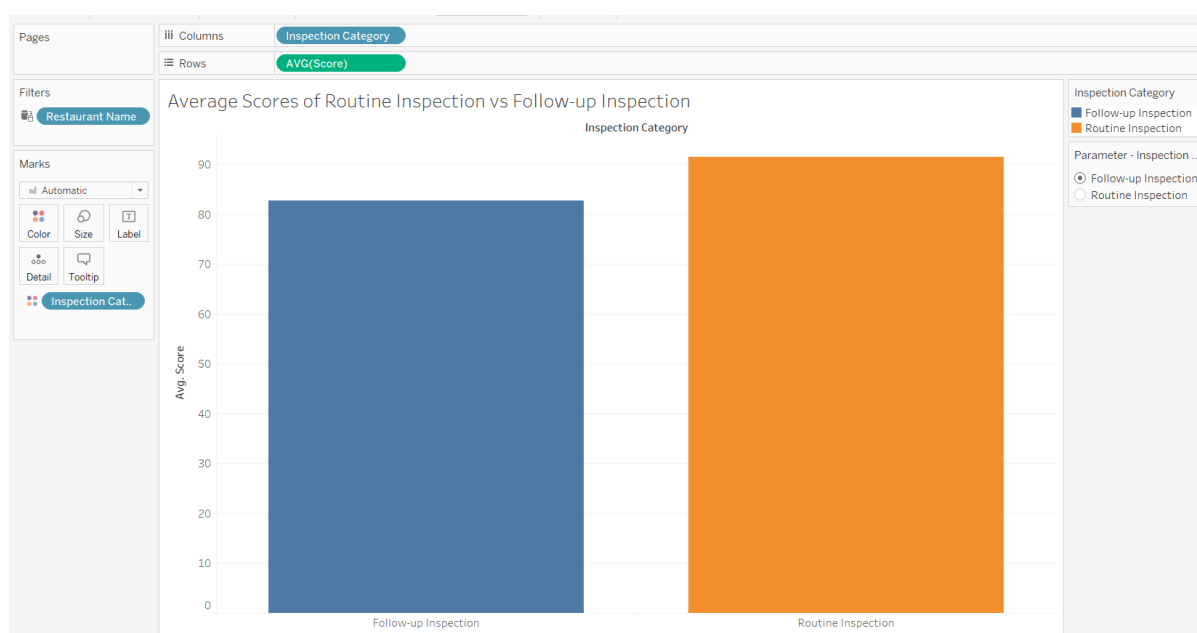 Pages
Columns
Inspection Category
Rows
AVG(Score)
Filters
Restaurant Name
Marks
Automatic
Color
Size
Label
Detail
Tooltip
Inspection Cat..
Average Scores of Routine Inspection vs Follow-up Inspection
Inspection Category
Avg. Score
90
80
70
60
50
40
30
20
10
0
Follow-up Inspection
Routine Inspection
Inspection Category
Follow-up Inspection
Routine Inspection
Parameter - Inspection ..
Follow-up Inspection
Routine Inspection